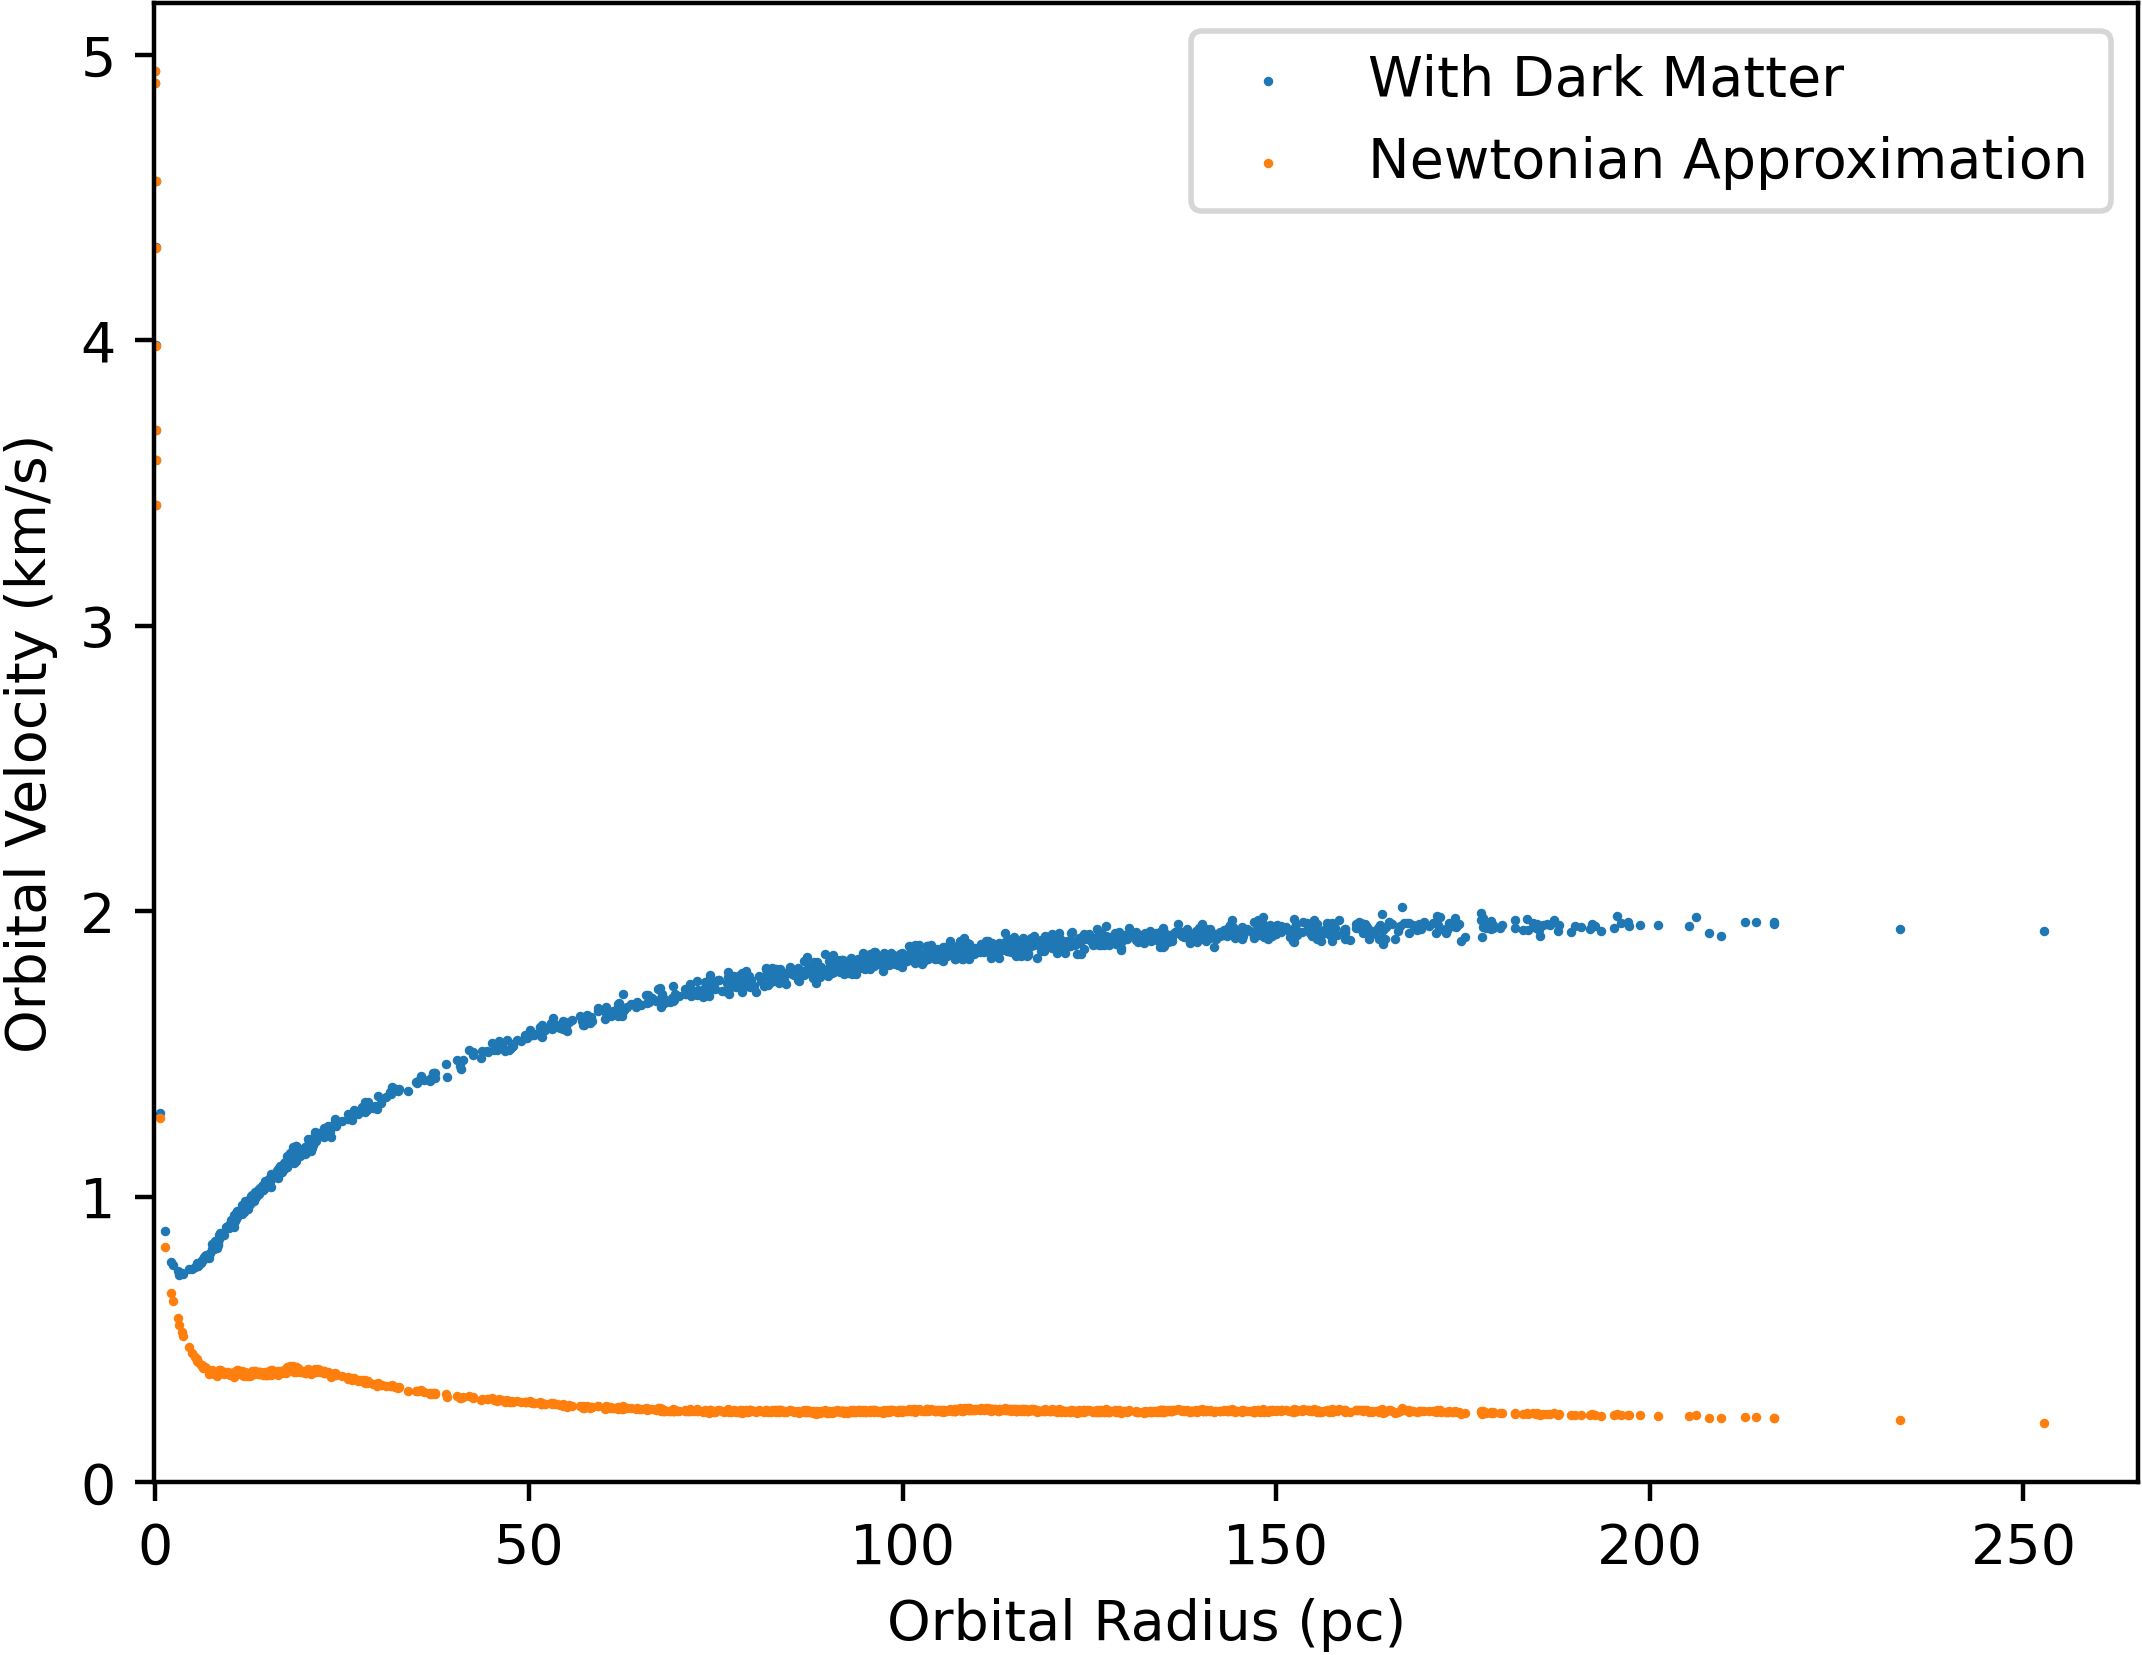 5
4
3
2
1
0
Orbital Velocity (km/s)
With Dark Matter
Newtonian Approximation
0 50 100 150 200 250
Orbital Radius (pc)